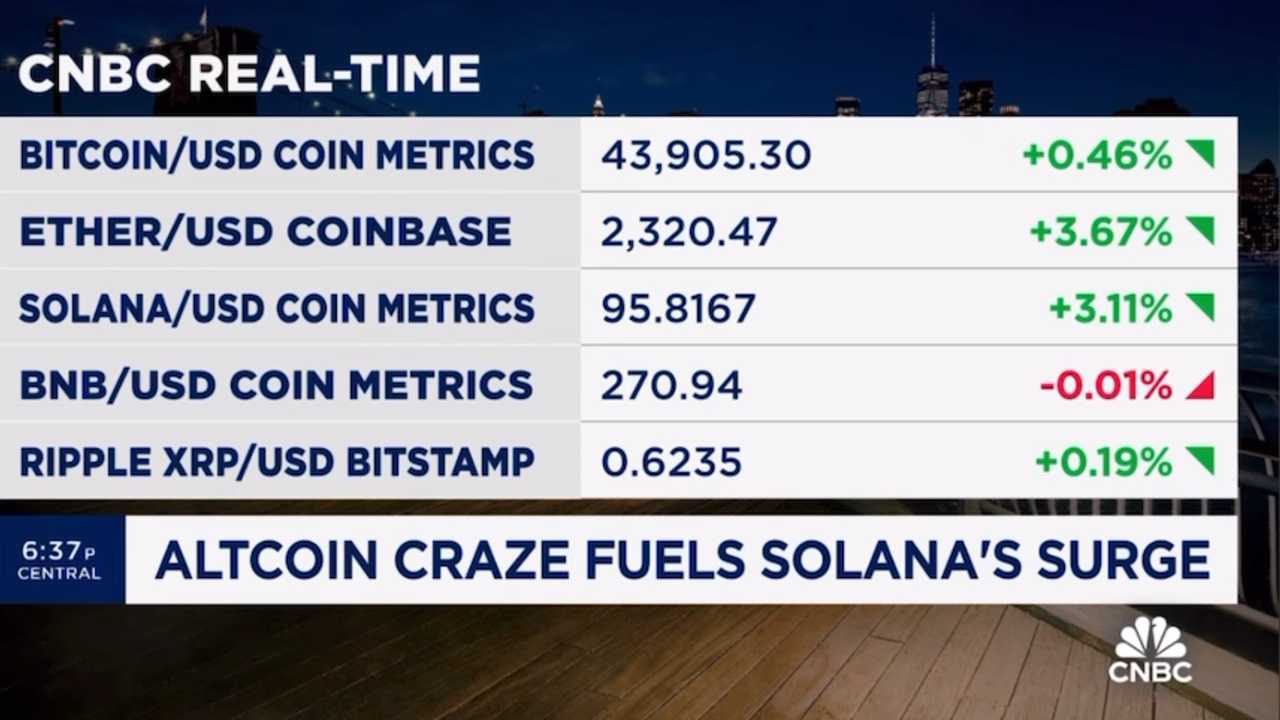 CNBC REAL-TIME
BITCOIN/USD COIN METRICS 43,905.30 +0.46%
ETHER/USD COINBASE 2,320.47 +3.67%
SOLANA/USD COIN METRICS 95.8167 +3.11%
BNB/USD COIN METRICS 270.94 -0.01%
RIPPLE XRP/USD BITSTAMP 0.6235 +0.19%
6:37P
CENTRAL
ALTCOIN CRAZE FUELS SOLANA'S SURGE
CNBC